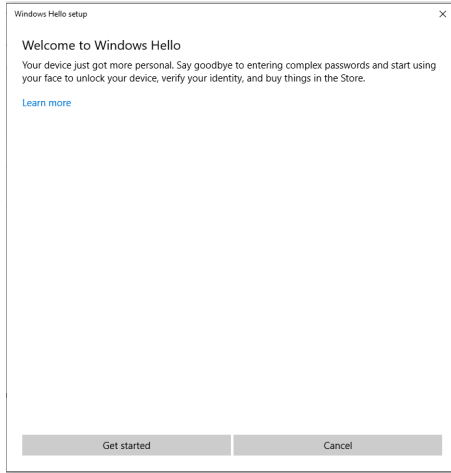 Windows Hello setup
Welcome to Windows Hello
Your device just got more personal. Say goodbye to entering complex passwords and start using
your face to unlock your device, verify your identity, and buy things in the Store.
Learn more
Get started
Cancel